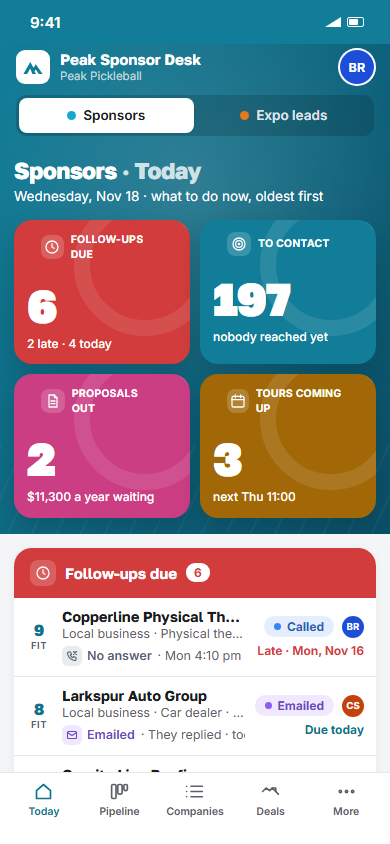 9:41
Peak Sponsor Desk
Peak Pickleball
BR
Sponsors
Expo leads
Sponsors · Today
Wednesday, Nov 18 · what to do now, oldest first
FOLLOW-UPS
DUE
6
2 late · 4 today
TO CONTACT
197
nobody reached yet
PROPOSALS
OUT
2
$11,300 a year waiting
TOURS COMING
UP
3
next Thu 11:00
Follow-ups due 6
9
FIT
Copperline Physical Th...
Local business · Physical the...
No answer · Mon 4:10 pm
Called
BR
Late · Mon, Nov 16
8
FIT
Larkspur Auto Group
Local business · Car dealer · ...
Emailed · They replied ·
Emailed
CS
Due today
Today
Pipeline
Companies
Deals
More